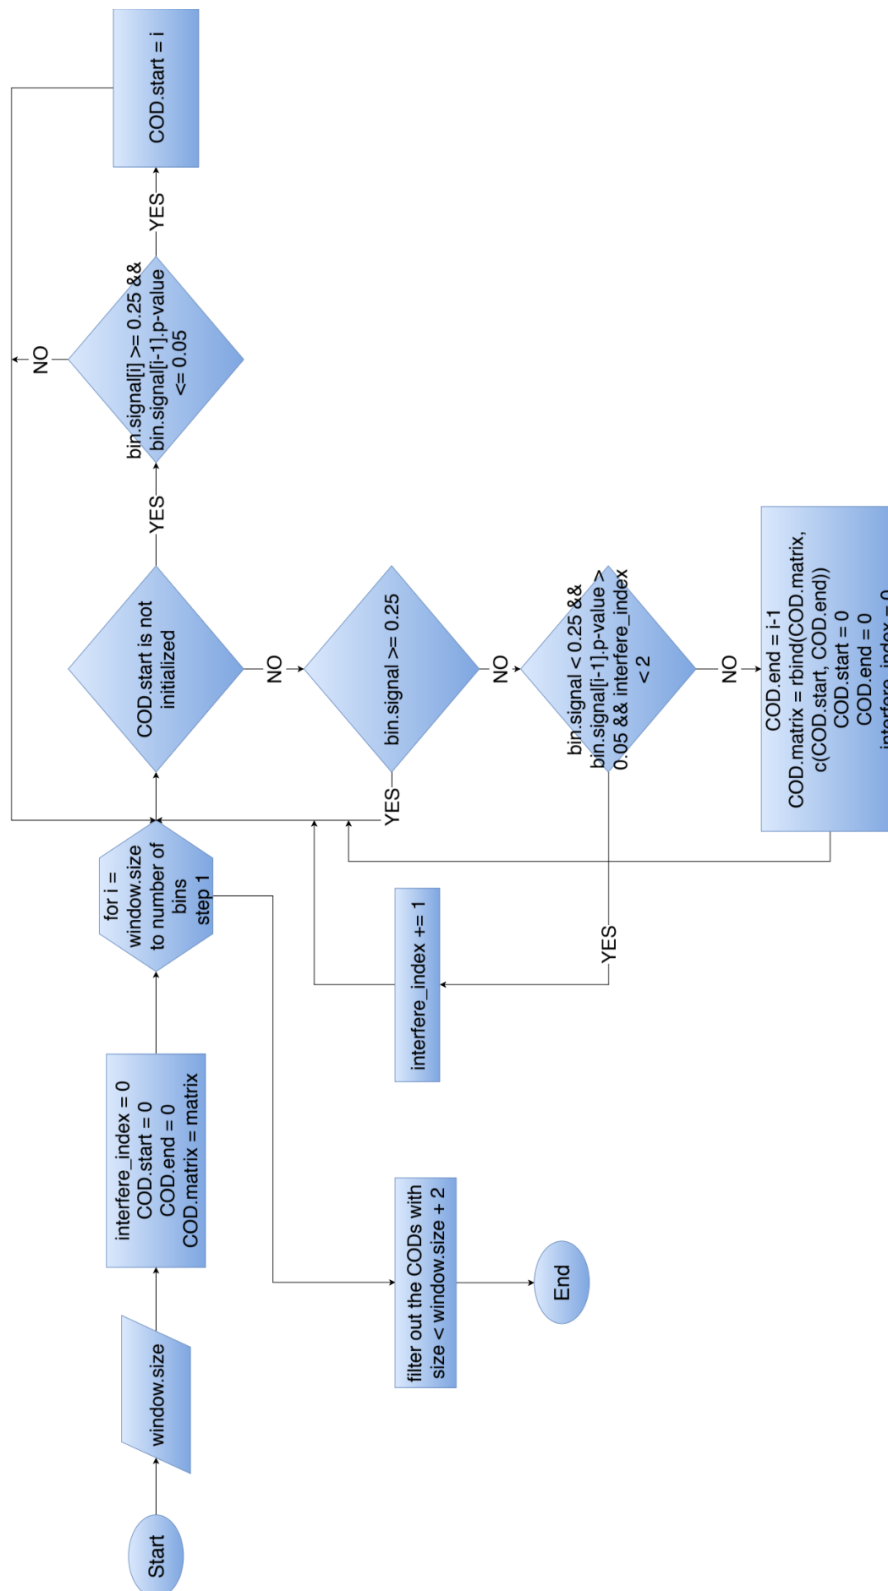 Start
window.size
interfere_index = 0
COD.start = 0
COD.end = 0
COD.matrix = matrix
for i =
window.size
to number of
bins
step 1
COD.start is not
initialized
YES
bin.signal[i] >= 0.25 &&
bin.signal[i-1].p-value
<= 0.05
NO
YES
COD.start = i
NO
bin.signal >= 0.25
YES
NO
bin.signal < 0.25 &&
bin.signal[i-1].p-value >
0.05 && interfere_index
< 2
YES
interfere_index += 1
NO
COD.end = i-1
COD.matrix = rbind(COD.matrix,
c(COD.start, COD.end))
COD.start = 0
COD.end = 0
interfere_index = 0
filter out the CODs with
size < window.size + 2
End